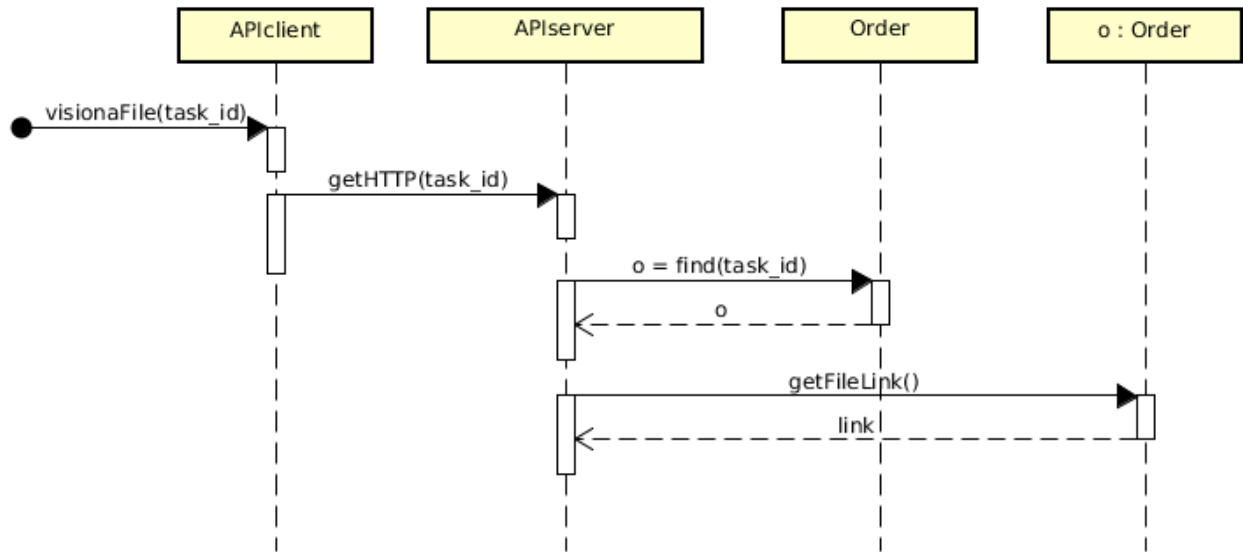 APIclient
APIserver
Order
o : Order
visionaFile(task_id)
getHTTP(task_id)
o = find(task_id)
o
getFileLink()
link